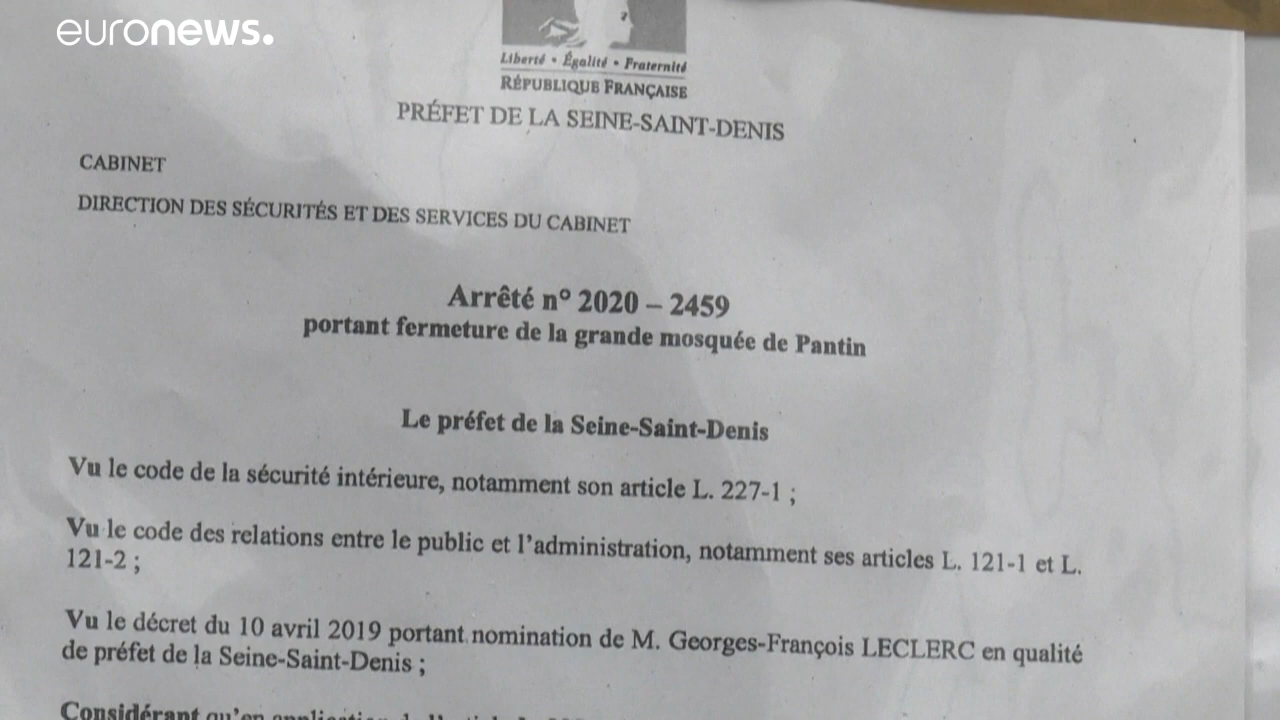 euronews.
Liberté • Égalité • Fraternité
RÉPUBLIQUE FRANÇAISE
PRÉFET DE LA SEINE-SAINT-DENIS
CABINET
DIRECTION DES SÉCURITÉS ET DES SERVICES DU CABINET
Arrêté n° 2020 – 2459
portant fermeture de la grande mosquée de Pantin
Le préfet de la Seine-Saint-Denis
Vu le code de la sécurité intérieure, notamment son article L. 227-1 ;
Vu le code des relations entre le public et l'administration, notamment ses articles L. 121-1 et L.
121-2 ;
Vu le décret du 10 avril 2019 portant nomination de M. Georges-François LECLERC en qualité
de préfet de la Seine-Saint-Denis ;
Considérant qu'en application